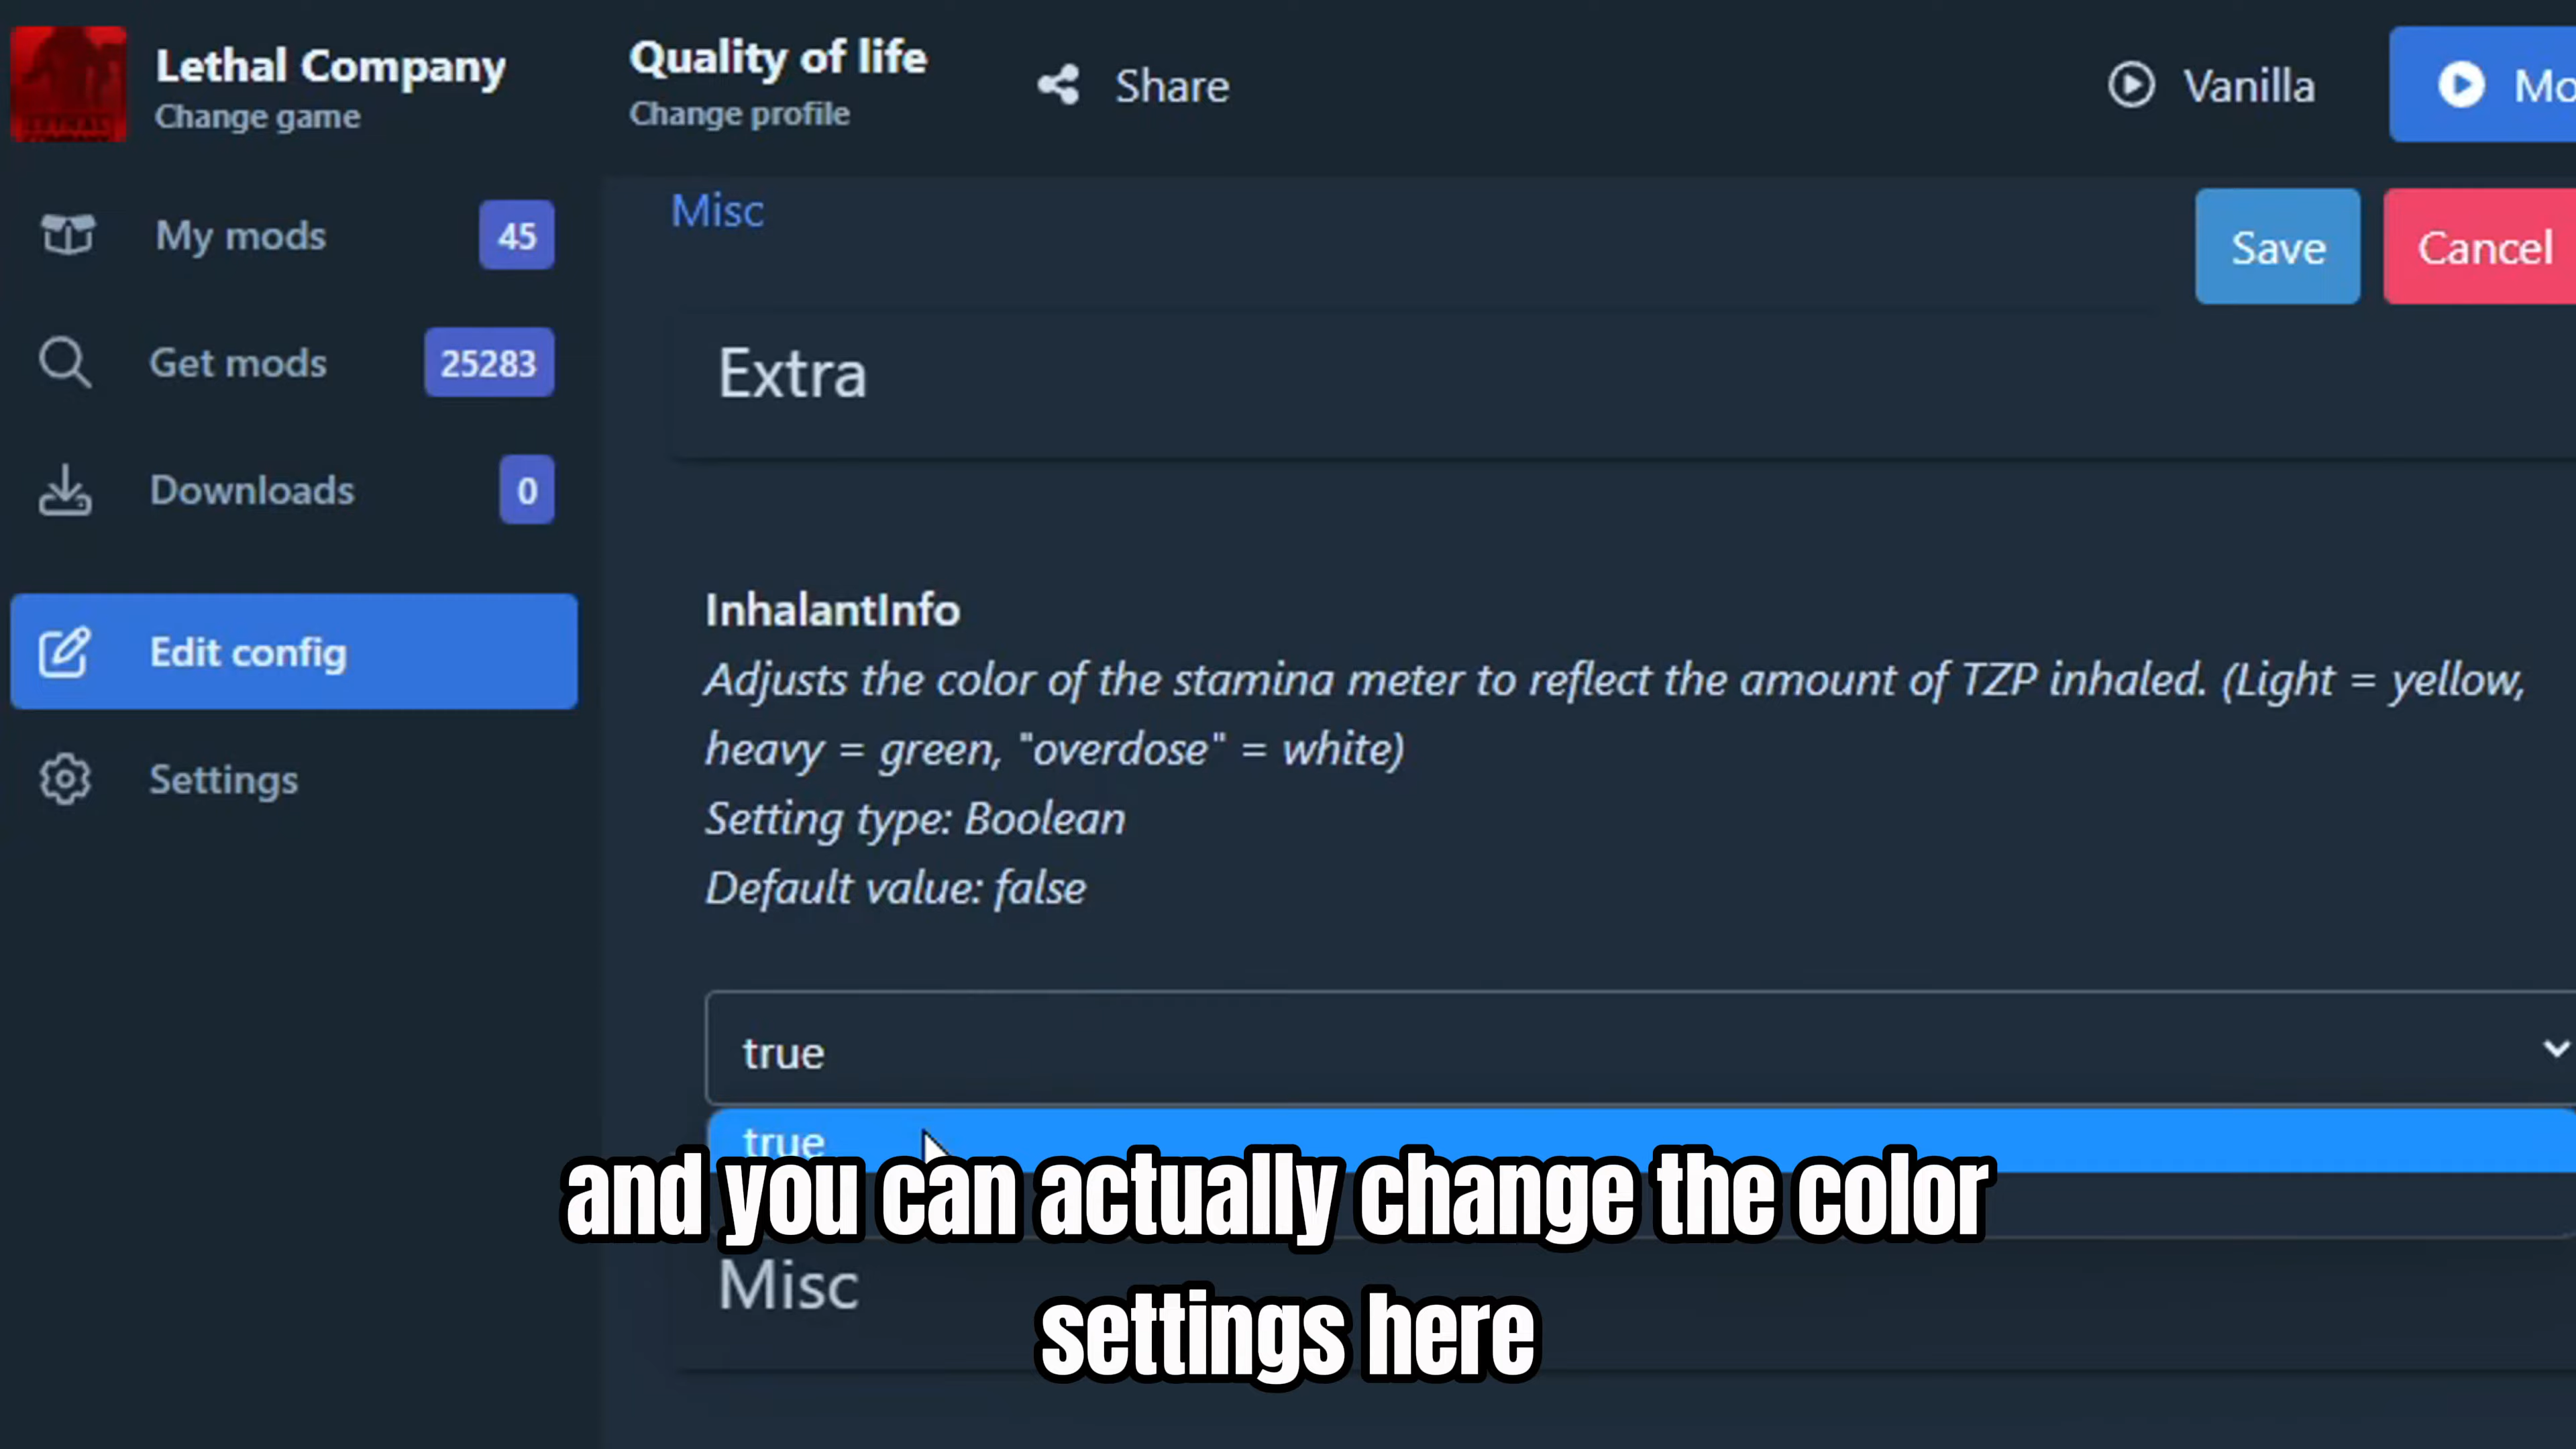 Lethal Company
Change game
Quality of life
Change profile
Share
Vanilla
My mods 45
Get mods 25283
Downloads 0
Edit config
Settings
Misc
Save
Cancel
Extra
InhalantInfo
Adjusts the color of the stamina meter to reflect the amount of TZP inhaled. (Light = yellow,
heavy = green, "overdose" = white)
Setting type: Boolean
Default value: false
true
true
and you can actually change the color
settings here
Misc